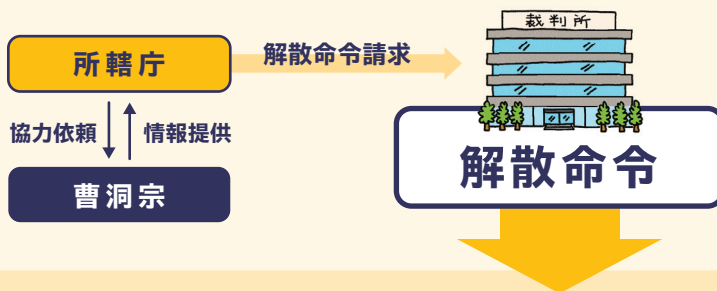 裁判所
所轄庁
解散命令請求
協力依頼
情報提供
解散命令
曹洞宗